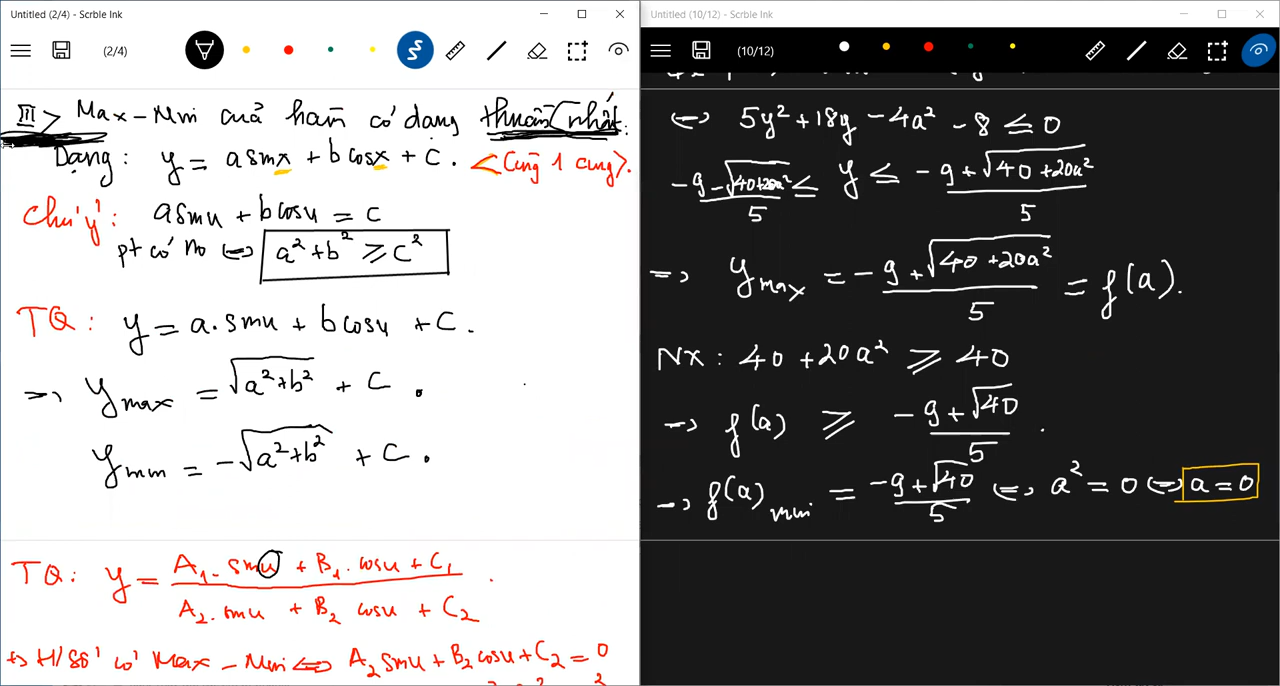 Untitled (2/4) - Scrble Ink
(2/4)
III> Max-Min của hàm có dạng thuần nhất:
Dạng: y = a sin x + b cos x + c. <Cùng 1 cung>.
Chú ý: a sin u + b cos u = c
pt có no ⇔ a² + b² ⩾ c²
TQ: y = a. sin u + b cos u + c.
⇒ y max = √(a² + b²) + c.
y min = -√(a² + b²) + c.
TQ: y = (A₁. sin u + B₁. cos u + C₁)/(A₂. sin u + B₂ cos u + C₂).
↪ H/số có Max - Min ⇔ A₂ sin u + B₂ cos u + C₂ = 0
Untitled (10/12) - Scrble Ink
(10/12)
⇔ 5y² + 18y - 4a² - 8 ≤ 0
(-9 - √(40+20a²))/5 ≤ y ≤ (-9 + √(40+20a²))/5
⇒ y max = (-9 + √(40+20a²))/5 = f(a).
NX: 40 + 20a² ⩾ 40
→ f(a) ⩾ (-9 + √40)/5.
→ f(a) min = (-9 + √40)/5 ⇔ a² = 0 ⇔ a = 0